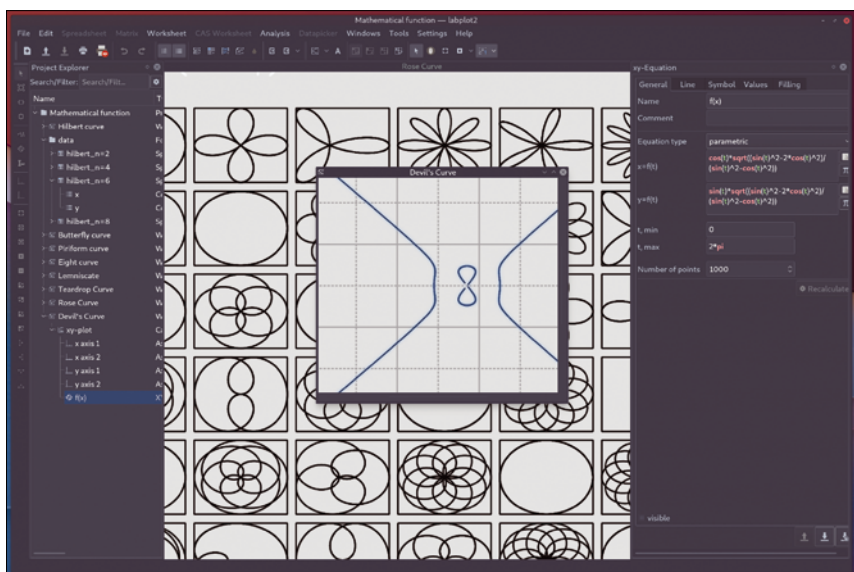 Mathematical function — labplot2
File Edit Spreadsheet Matrix Worksheet CAS Worksheet Analysis Datapicker Windows Tools Settings Help
Project Explorer
Rose Curve
xy-Equation
Search/Filter: Search/Filt...
General Line Symbol Values Filling
Name
Mathematical function
Hilbert curve
data
hilbert_n=2
hilbert_n=4
hilbert_n=6
x
y
hilbert_n=8
Butterfly curve
Piriform curve
Eight curve
Lemniscate
Teardrop Curve
Rose Curve
Devil's Curve
xy-plot
x axis 1
x axis 2
y axis 1
y axis 2
f(x)
Devil's Curve
Name f(x)
Comment
Equation type parametric
x=f(t) cos(t)*sqrt((sin(t)^2-2*cos(t)^2)/
(sin(t)^2-cos(t)^2))
y=f(t) sin(t)*sqrt((sin(t)^2-2*cos(t)^2)/
(sin(t)^2-cos(t)^2))
t, min 0
t, max 2*pi
Number of points 1000
Recalculate
visible